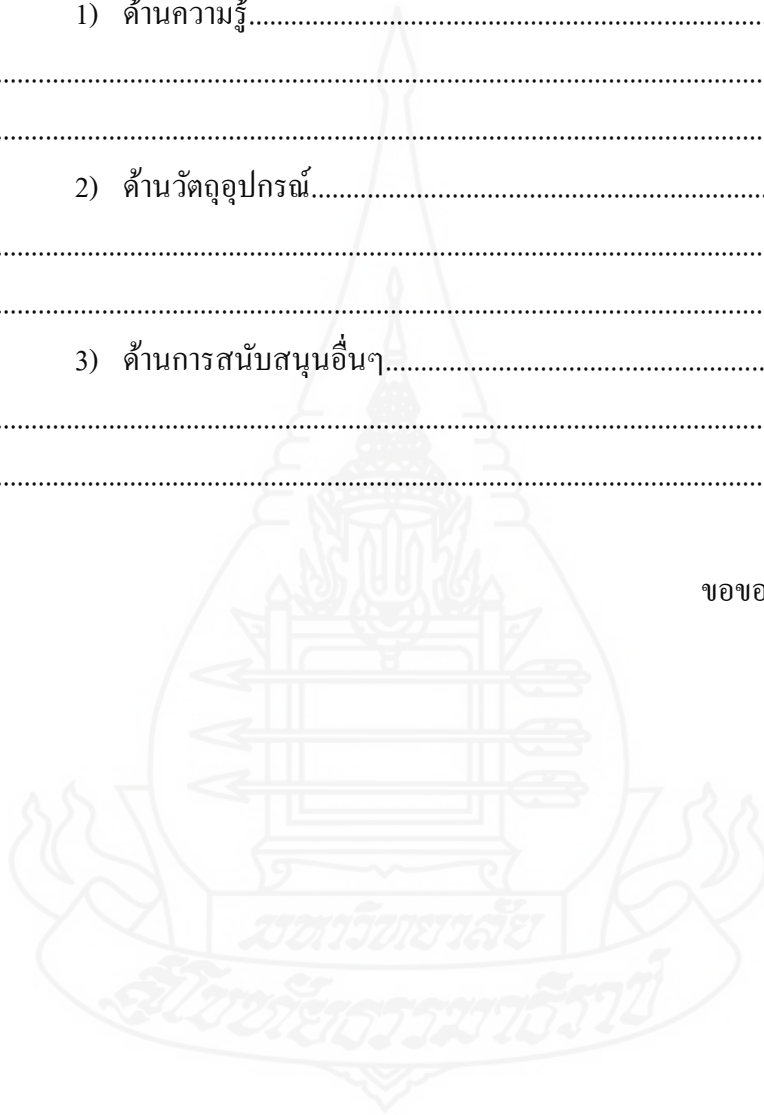 1) ด้านความรู้..........................................................................
..........................................................................................................
..........................................................................................................
2) ด้านวัตถุอุปกรณ์.................................................................
..........................................................................................................
..........................................................................................................
3) ด้านการสนับสนุนอื่นๆ......................................................
..........................................................................................................
..........................................................................................................
ขอขอ
มหาวิทยาลัย
สุโขทัยธรรมาธิราช